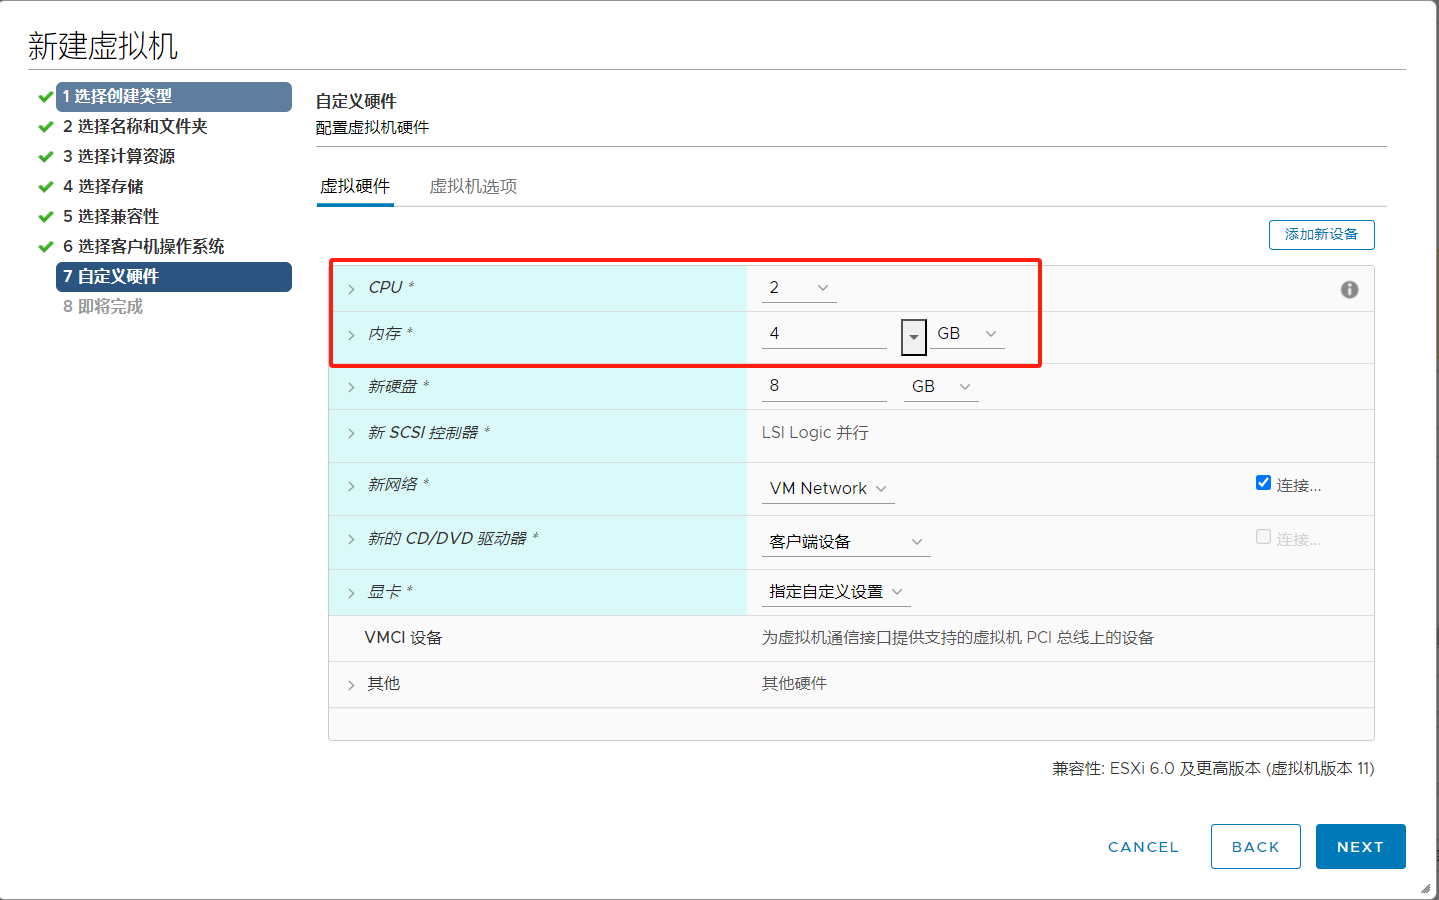 新建虚拟机
1 选择创建类型
2 选择名称和文件夹
3 选择计算资源
4 选择存储
5 选择兼容性
6 选择客户机操作系统
7 自定义硬件
8 即将完成
自定义硬件
配置虚拟机硬件
虚拟硬件 虚拟机选项
添加新设备
CPU * 2
内存 * 4 GB
新硬盘 * 8 GB
新 SCSI 控制器 * LSI Logic 并行
新网络 * VM Network 连接...
新的 CD/DVD 驱动器 * 客户端设备 连接...
显卡 * 指定自定义设置
VMCI 设备 为虚拟机通信接口提供支持的虚拟机 PCI 总线上的设备
其他 其他硬件
兼容性: ESXi 6.0 及更高版本 (虚拟机版本 11)
CANCEL BACK NEXT